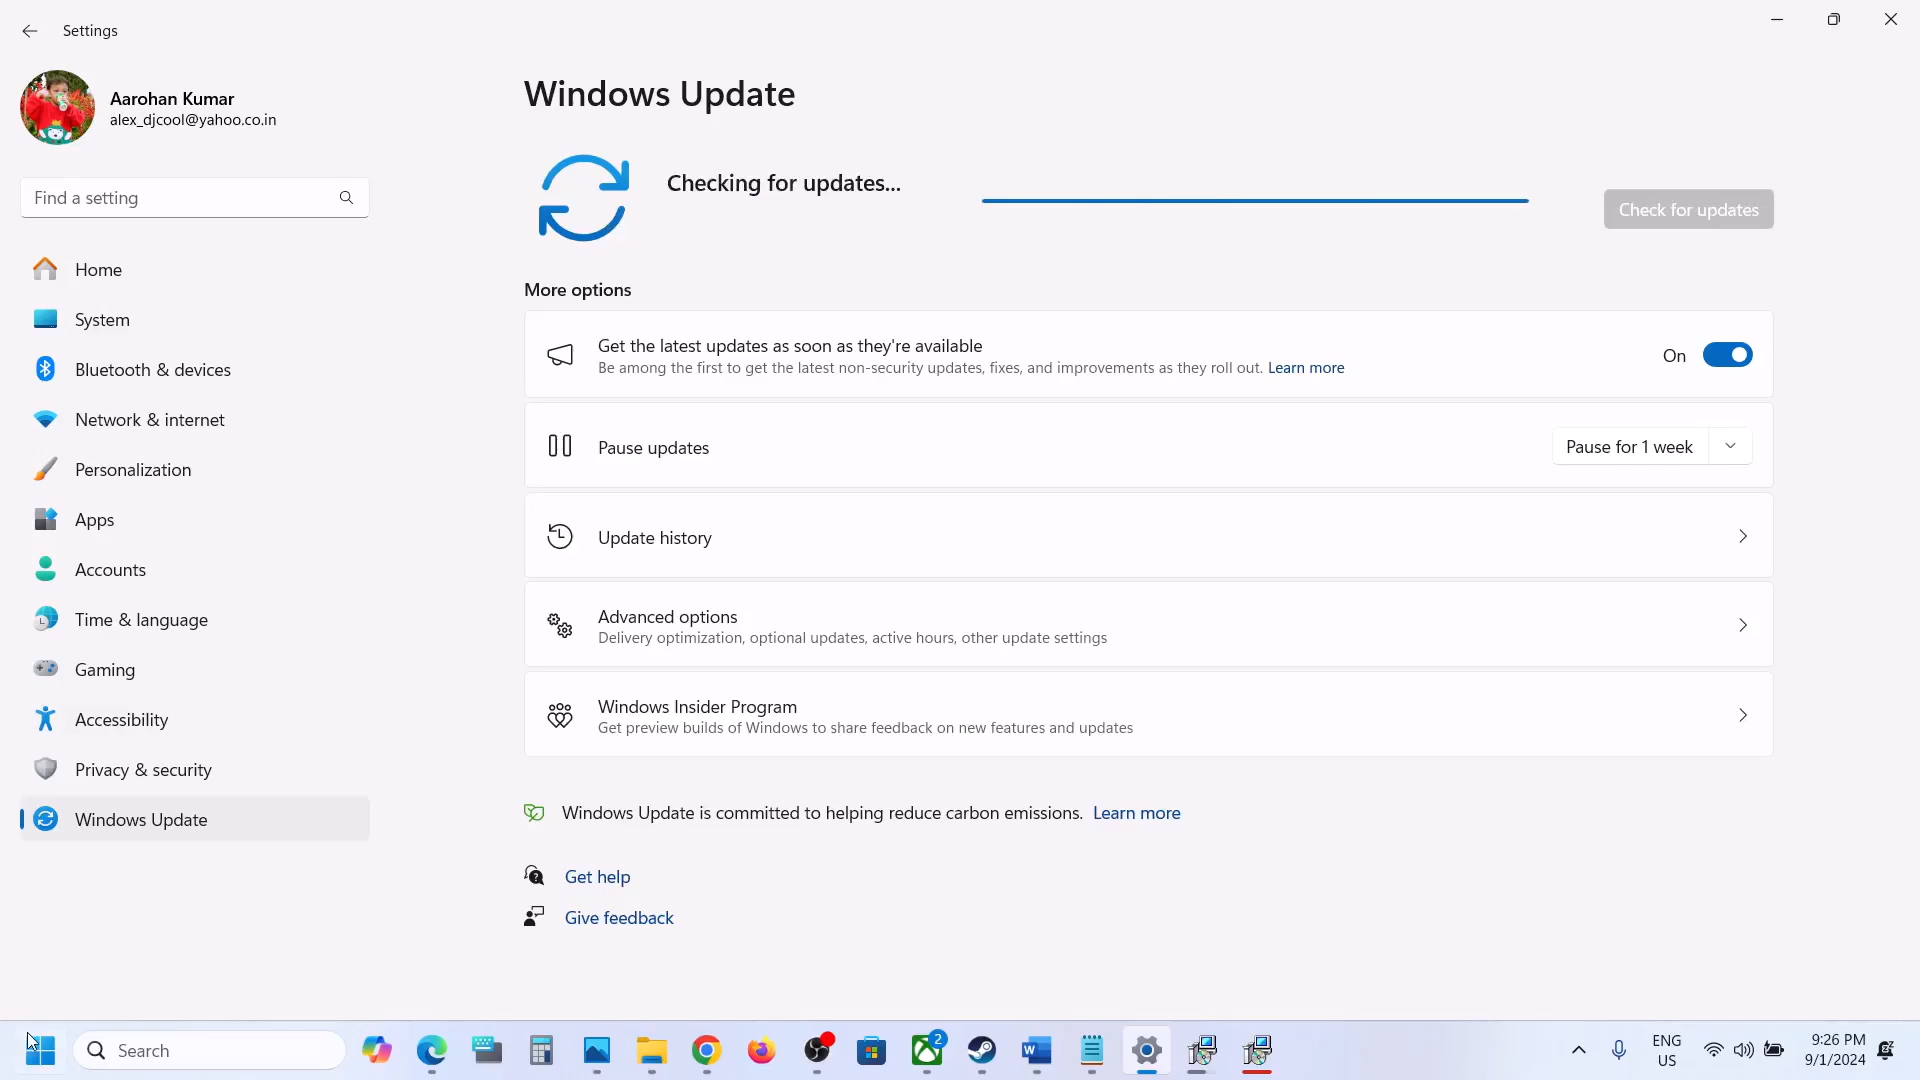 Settings
Aarohan Kumar
alex_djcool@yahoo.co.in
Find a setting
Home
System
Bluetooth & devices
Network & internet
Personalization
Apps
Accounts
Time & language
Gaming
Accessibility
Privacy & security
Windows Update
Windows Update
Checking for updates...
Check for updates
More options
Get the latest updates as soon as they're available
Be among the first to get the latest non-security updates, fixes, and improvements as they roll out. Learn more
On
Pause updates
Pause for 1 week
Update history
Advanced options
Delivery optimization, optional updates, active hours, other update settings
Windows Insider Program
Get preview builds of Windows to share feedback on new features and updates
Windows Update is committed to helping reduce carbon emissions. Learn more
Get help
Give feedback
Search
2
ENG
US
9:26 PM
9/1/2024